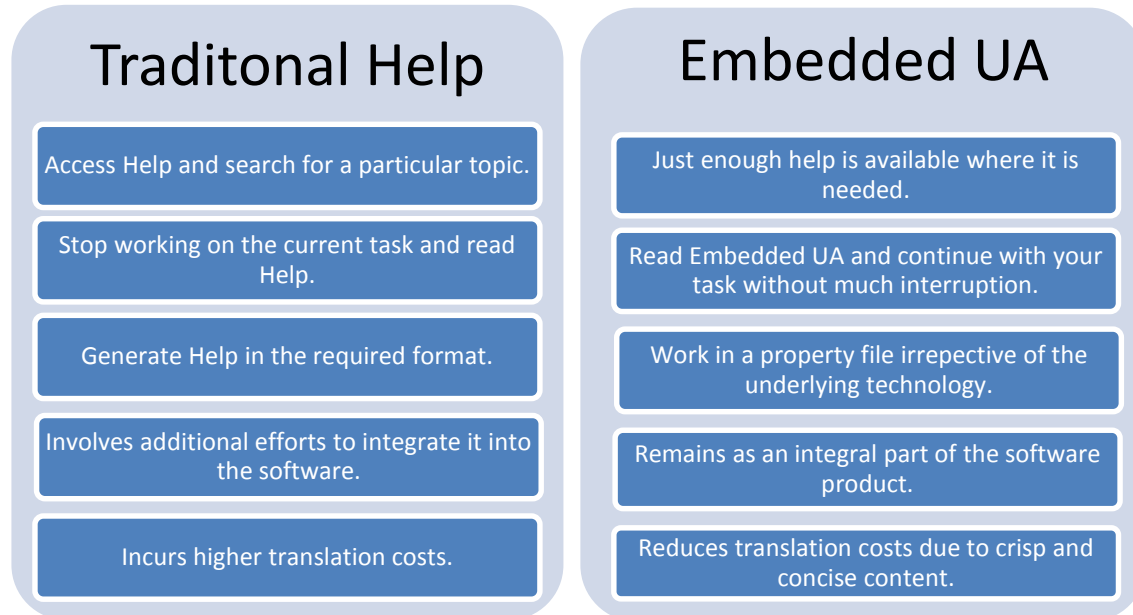 Traditonal Help
Access Help and search for a particular topic.
Stop working on the current task and read
Help.
Generate Help in the required format.
Involves additional efforts to integrate it into
the software.
Incurs higher translation costs.
Embedded UA
Just enough help is available where it is
needed.
Read Embedded UA and continue with your
task without much interruption.
Work in a property file irrepective of the
underlying technology.
Remains as an integral part of the software
product.
Reduces translation costs due to crisp and
concise content.